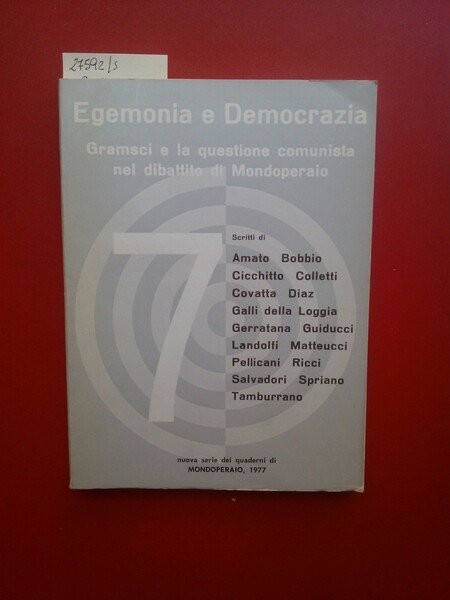 27592/s
Egemonia e Democrazia
Gramsci e la questione comunista
nel dibattito di Mondoperaio
7
Scritti di
Amato Bobbio
Cicchitto Colletti
Covatta Diaz
Galli della Loggia
Gerratana Guiducci
Landolfi Matteucci
Pellicani Ricci
Salvadori Spriano
Tamburrano
nuova serie dei quaderni di
MONDOPERAIO, 1977